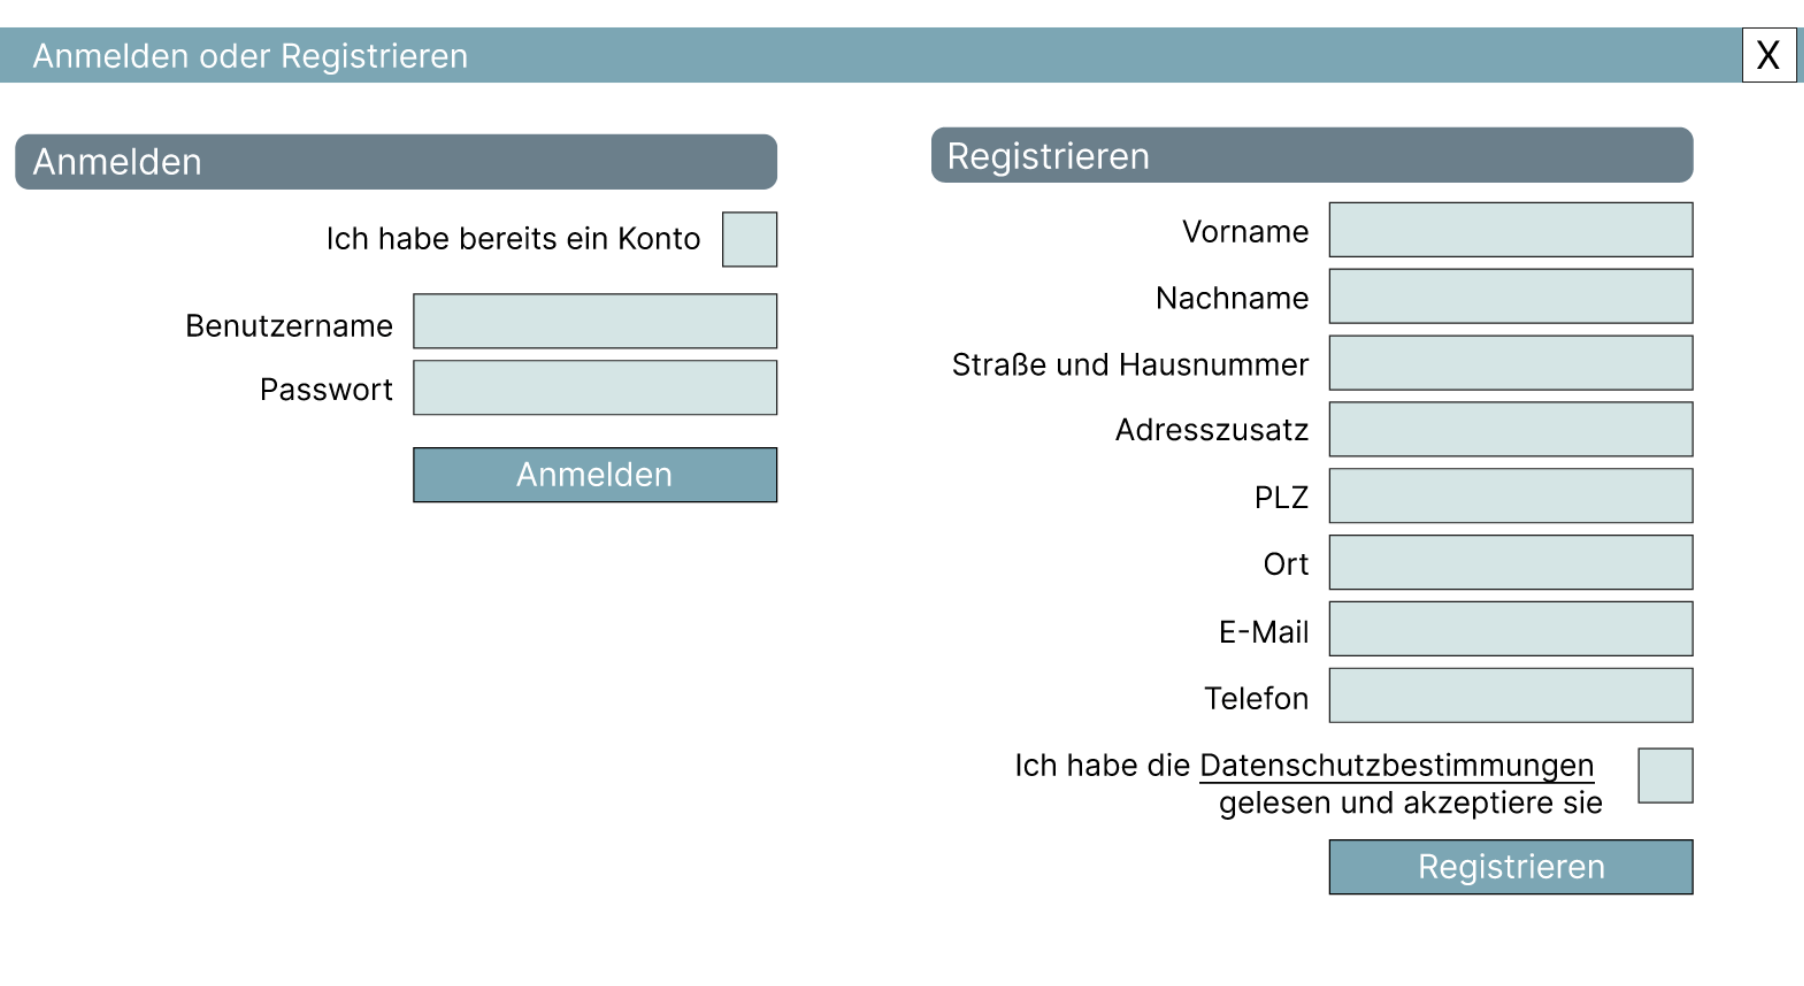 Anmelden oder Registrieren
X
Anmelden
Ich habe bereits ein Konto
Benutzername
Passwort
Anmelden
Registrieren
Vorname
Nachname
Straße und Hausnummer
Adresszusatz
PLZ
Ort
E-Mail
Telefon
Ich habe die Datenschutzbestimmungen
gelesen und akzeptiere sie
Registrieren